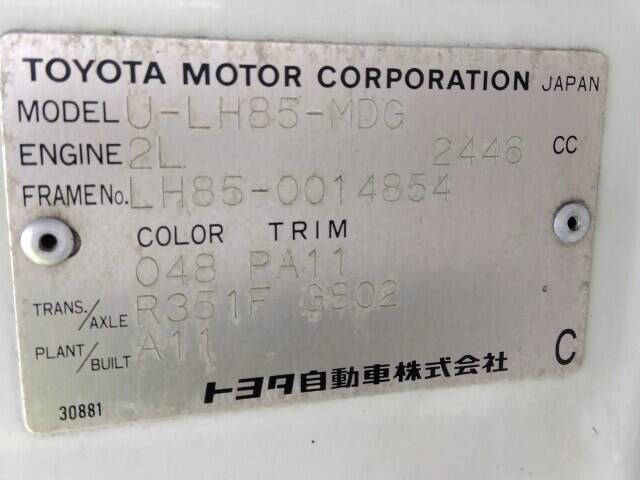 TOYOTA MOTOR CORPORATION JAPAN
MODEL U-LH85-MDG
ENGINE 2L 2446 CC
FRAME No. LH85-0014854
COLOR TRIM
048 PA11
TRANS./AXLE R351F G802
PLANT/BUILT A11
トヨタ自動車株式会社 C
30881